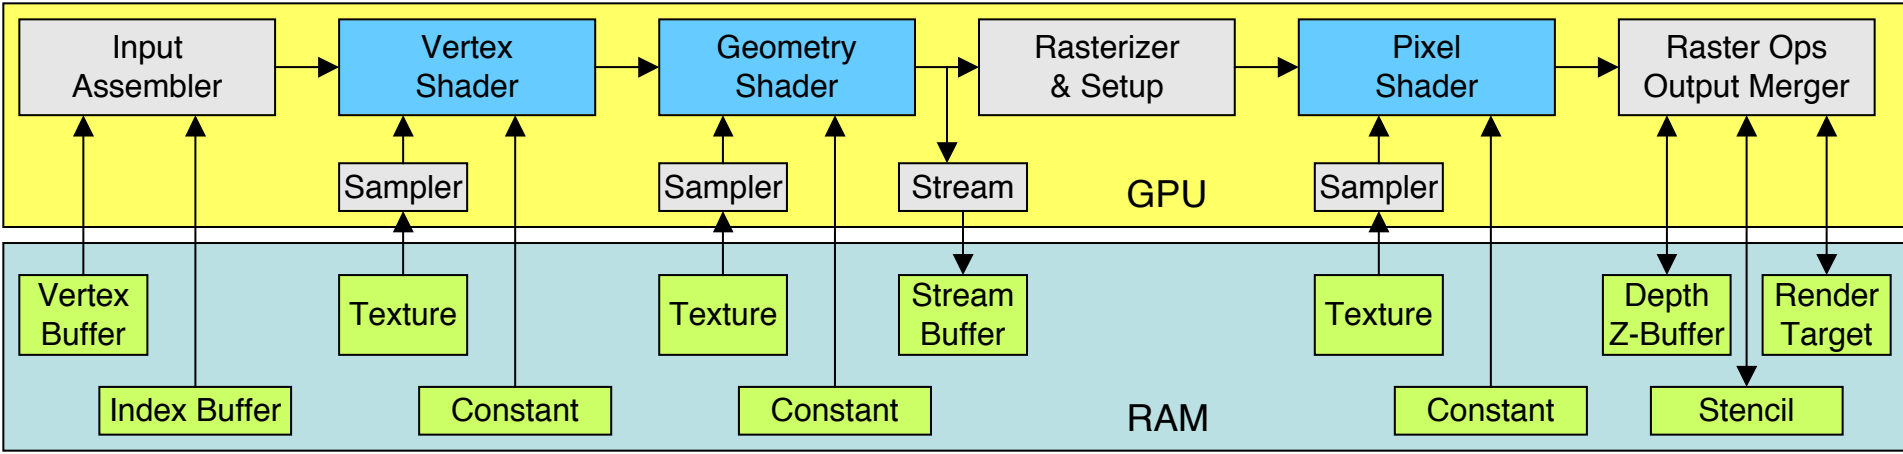 Input
Assembler
Vertex
Shader
Geometry
Shader
Rasterizer
& Setup
Pixel
Shader
Raster Ops
Output Merger
Sampler
Sampler
Stream
GPU
Sampler
Vertex
Buffer
Texture
Texture
Stream
Buffer
Texture
Depth
Z-Buffer
Render
Target
Index Buffer
Constant
Constant
RAM
Constant
Stencil